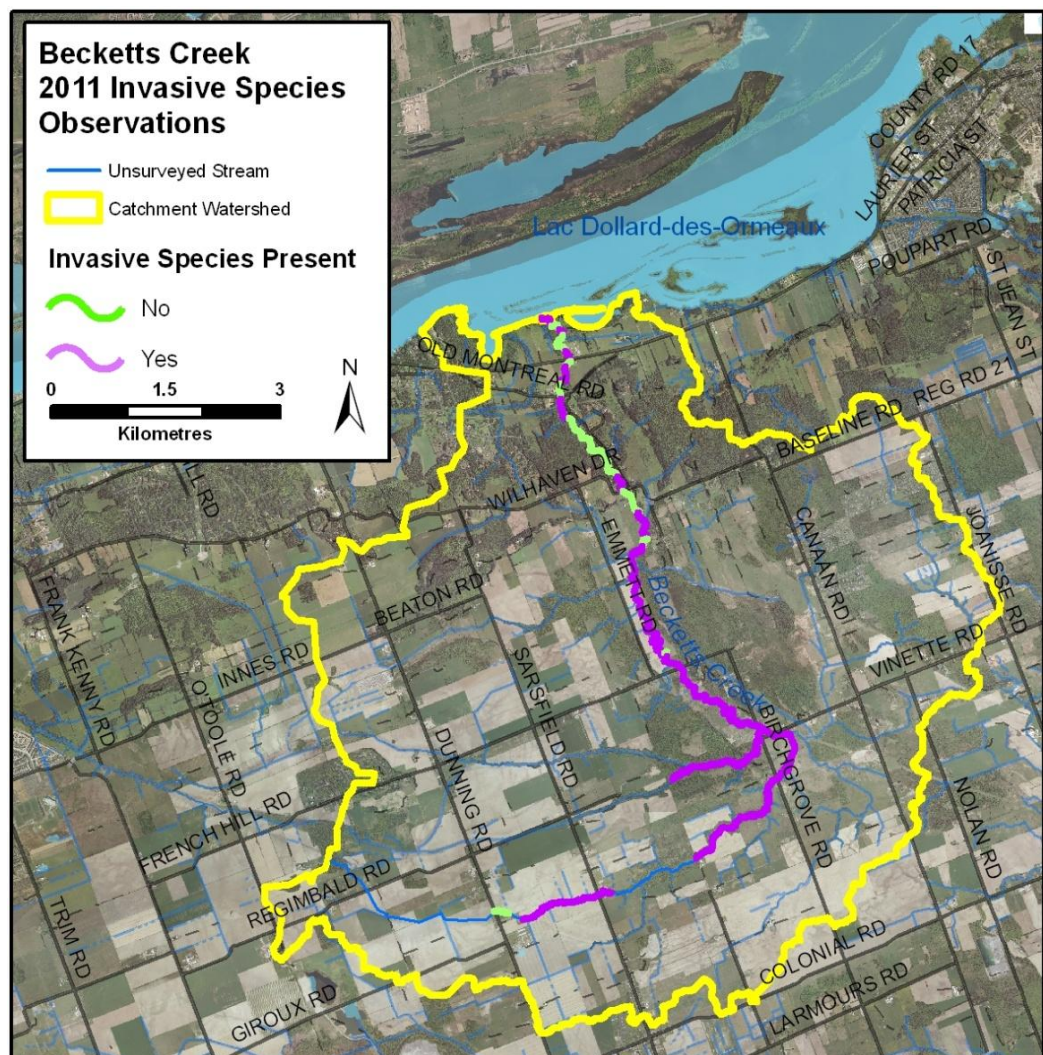 Becketts Creek
2011 Invasive Species
Observations
Unsurveyed Stream
Catchment Watershed
Invasive Species Present
No
Yes
0 1.5 3
Kilometres
N
COUNTY RD 17
LAURIER ST
PATRICIA ST
Lac Dollard-des-Ormeaux
POUPART RD
ST JEAN ST
OLD MONTREAL RD
REG RD 21
BASELINE RD
WILHAVEN DR
EMMETT RD
CANAAN RD
JOANISSE RD
FRANK KENNY RD
BEATON RD
Becketts Creek
INNES RD
VINETTE RD
O'TOOLE RD
SARSFIELD RD
DUNNING RD
BIRCHGROVE RD
NOLAN RD
FRENCH HILL RD
REGIMBALD RD
TRIM RD
COLONIAL RD
GIROUX RD
LARMOURS RD